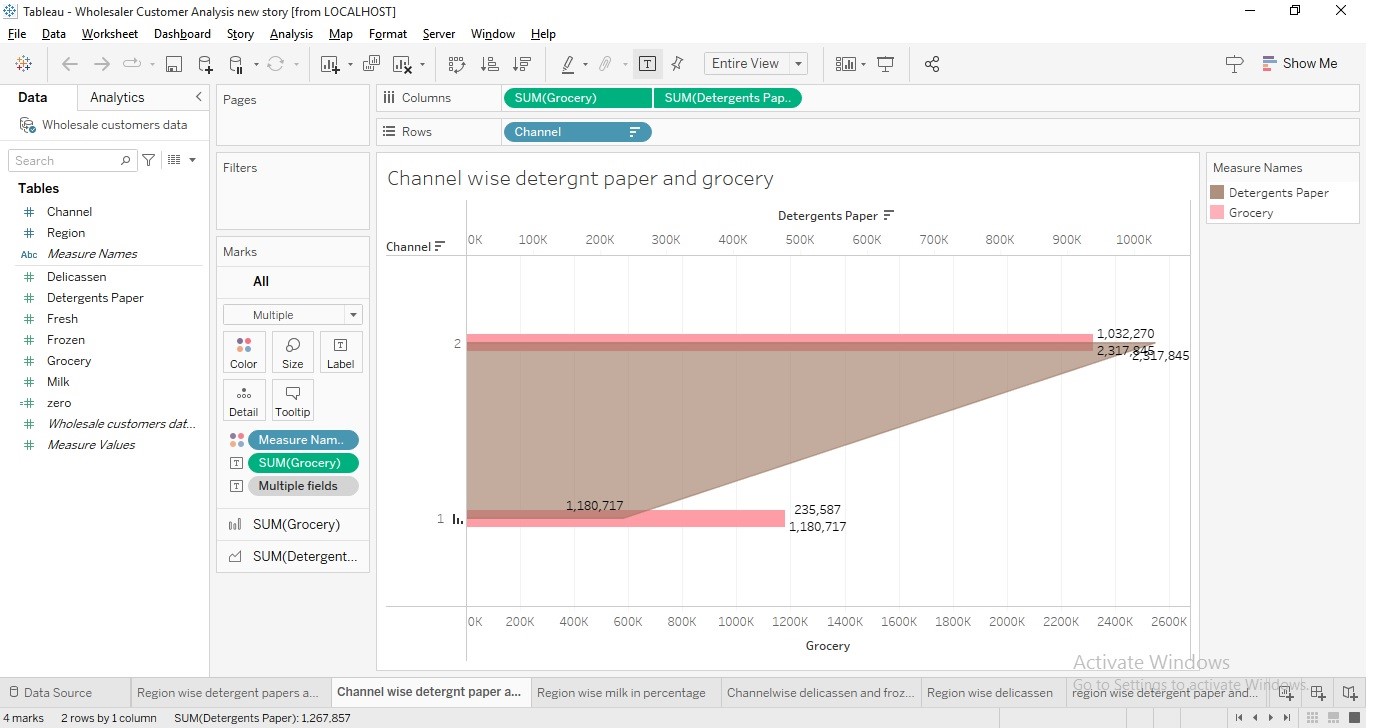 Tableau - Wholesaler Customer Analysis new story [from LOCALHOST]
File Data Worksheet Dashboard Story Analysis Map Format Server Window Help
Entire View
Show Me
Data Analytics
Wholesale customers data
Search
Tables
Channel
Region
Abc Measure Names
Delicassen
Detergents Paper
Fresh
Frozen
Grocery
Milk
zero
Wholesale customers dat...
Measure Values
Pages
Filters
Marks
All
Multiple
Color Size Label
Detail Tooltip
Measure Nam..
SUM(Grocery)
Multiple fields
SUM(Grocery)
SUM(Detergent...
Columns SUM(Grocery) SUM(Detergents Pap..
Rows Channel
Channel wise detergnt paper and grocery
Detergents Paper
Channel
0K 100K 200K 300K 400K 500K 600K 700K 800K 900K 1000K
2
1,032,270
2,317,845
2,317,845
1,180,717
1
235,587
1,180,717
0K 200K 400K 600K 800K 1000K 1200K 1400K 1600K 1800K 2000K 2200K 2400K 2600K
Grocery
Measure Names
Detergents Paper
Grocery
Activate Windows
Go to Settings to activate Windows.
Data Source Region wise detergent papers a... Channel wise detergnt paper a... Region wise milk in percentage Channelwise delicassen and froz... Region wise delicassen region wise detergent paper and...
4 marks 2 rows by 1 column SUM(Detergents Paper): 1,267,857